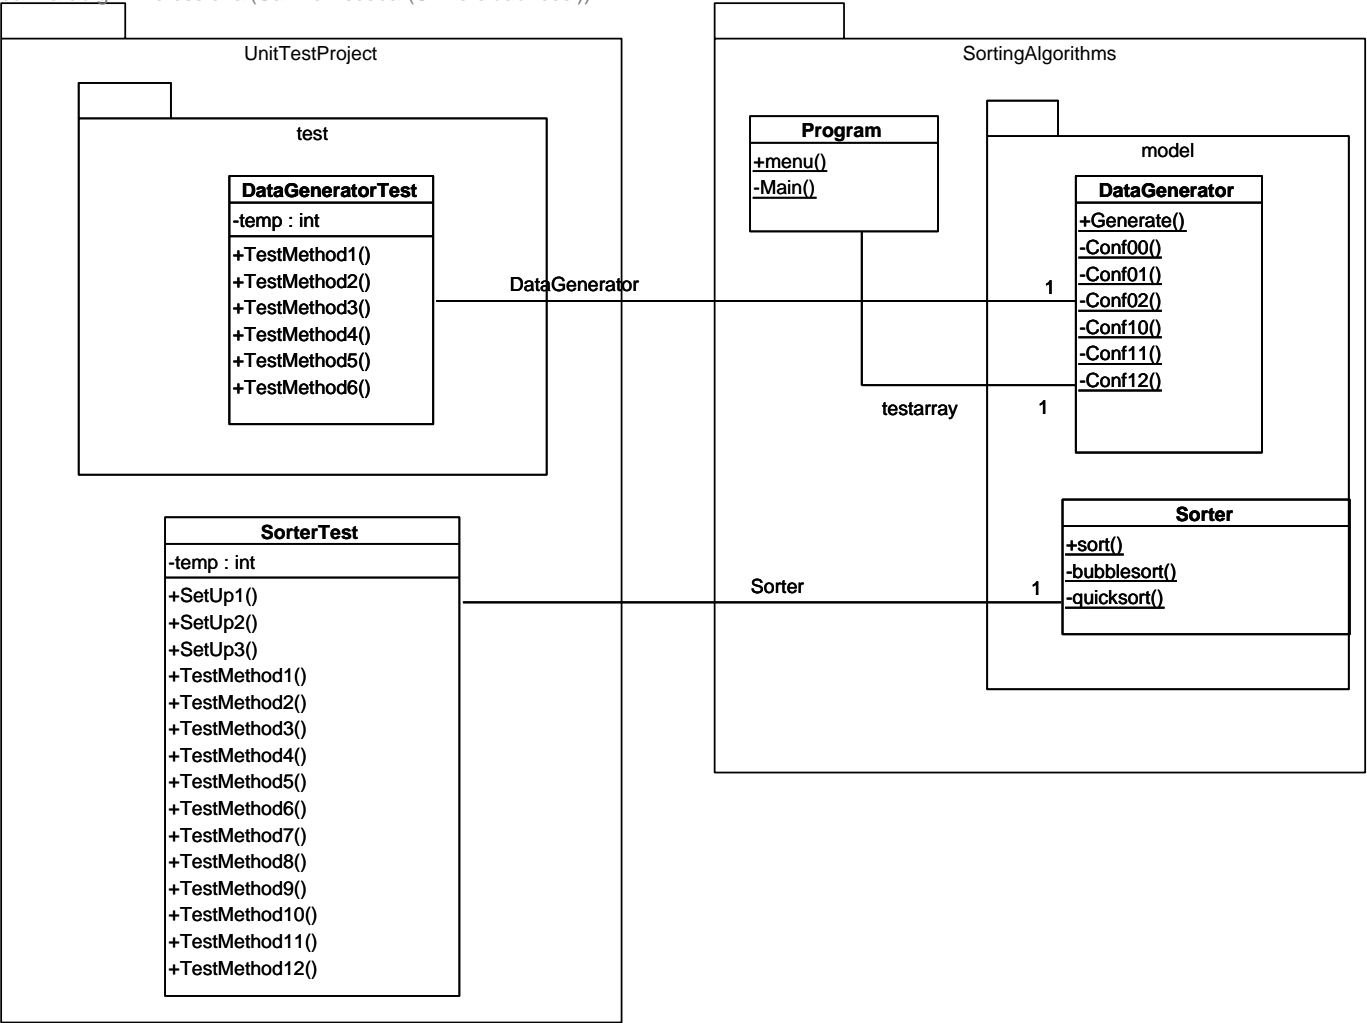 UnitTestProject
test
DataGeneratorTest
-temp : int
+TestMethod1()
+TestMethod2()
+TestMethod3()
+TestMethod4()
+TestMethod5()
+TestMethod6()
SorterTest
-temp : int
+SetUp1()
+SetUp2()
+SetUp3()
+TestMethod1()
+TestMethod2()
+TestMethod3()
+TestMethod4()
+TestMethod5()
+TestMethod6()
+TestMethod7()
+TestMethod8()
+TestMethod9()
+TestMethod10()
+TestMethod11()
+TestMethod12()
DataGenerator
1
Sorter
1
SortingAlgorithms
Program
+menu()
-Main()
testarray
1
model
DataGenerator
+Generate()
-Conf00()
-Conf01()
-Conf02()
-Conf10()
-Conf11()
-Conf12()
Sorter
+sort()
-bubblesort()
-quicksort()